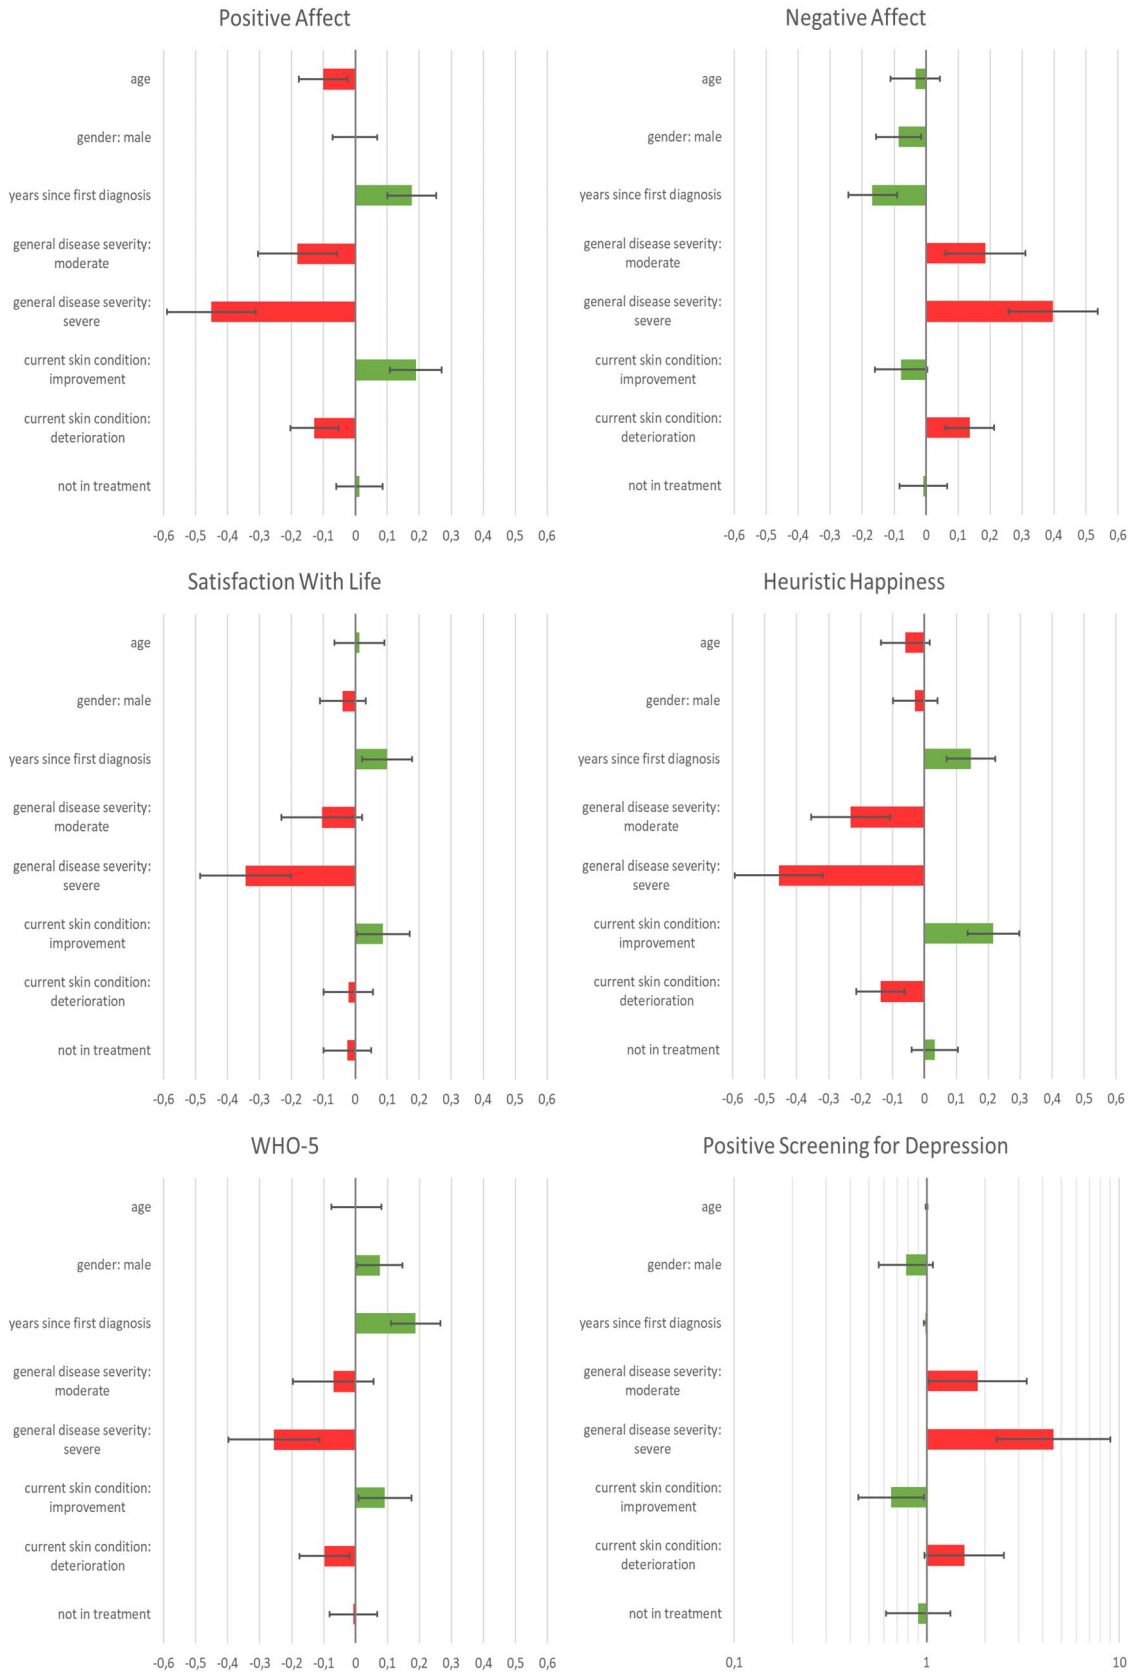 Positive Affect
age
gender: male
years since first diagnosis
general disease severity:
moderate
general disease severity:
severe
current skin condition:
improvement
current skin condition:
deterioration
not in treatment
-0,6 -0,5 -0,4 -0,3 -0,2 -0,1 0 0,1 0,2 0,3 0,4 0,5 0,6
Negative Affect
age
gender: male
years since first diagnosis
general disease severity:
moderate
general disease severity:
severe
current skin condition:
improvement
current skin condition:
deterioration
not in treatment
-0,6 -0,5 -0,4 -0,3 -0,2 -0,1 0 0,1 0,2 0,3 0,4 0,5 0,6
Satisfaction With Life
age
gender: male
years since first diagnosis
general disease severity:
moderate
general disease severity:
severe
current skin condition:
improvement
current skin condition:
deterioration
not in treatment
-0,6 -0,5 -0,4 -0,3 -0,2 -0,1 0 0,1 0,2 0,3 0,4 0,5 0,6
Heuristic Happiness
age
gender: male
years since first diagnosis
general disease severity:
moderate
general disease severity:
severe
current skin condition:
improvement
current skin condition:
deterioration
not in treatment
-0,6 -0,5 -0,4 -0,3 -0,2 -0,1 0 0,1 0,2 0,3 0,4 0,5 0,6
WHO-5
age
gender: male
years since first diagnosis
general disease severity:
moderate
general disease severity:
severe
current skin condition:
improvement
current skin condition:
deterioration
not in treatment
-0,6 -0,5 -0,4 -0,3 -0,2 -0,1 0 0,1 0,2 0,3 0,4 0,5 0,6
Positive Screening for Depression
age
gender: male
years since first diagnosis
general disease severity:
moderate
general disease severity:
severe
current skin condition:
improvement
current skin condition:
deterioration
not in treatment
0,1 1 10